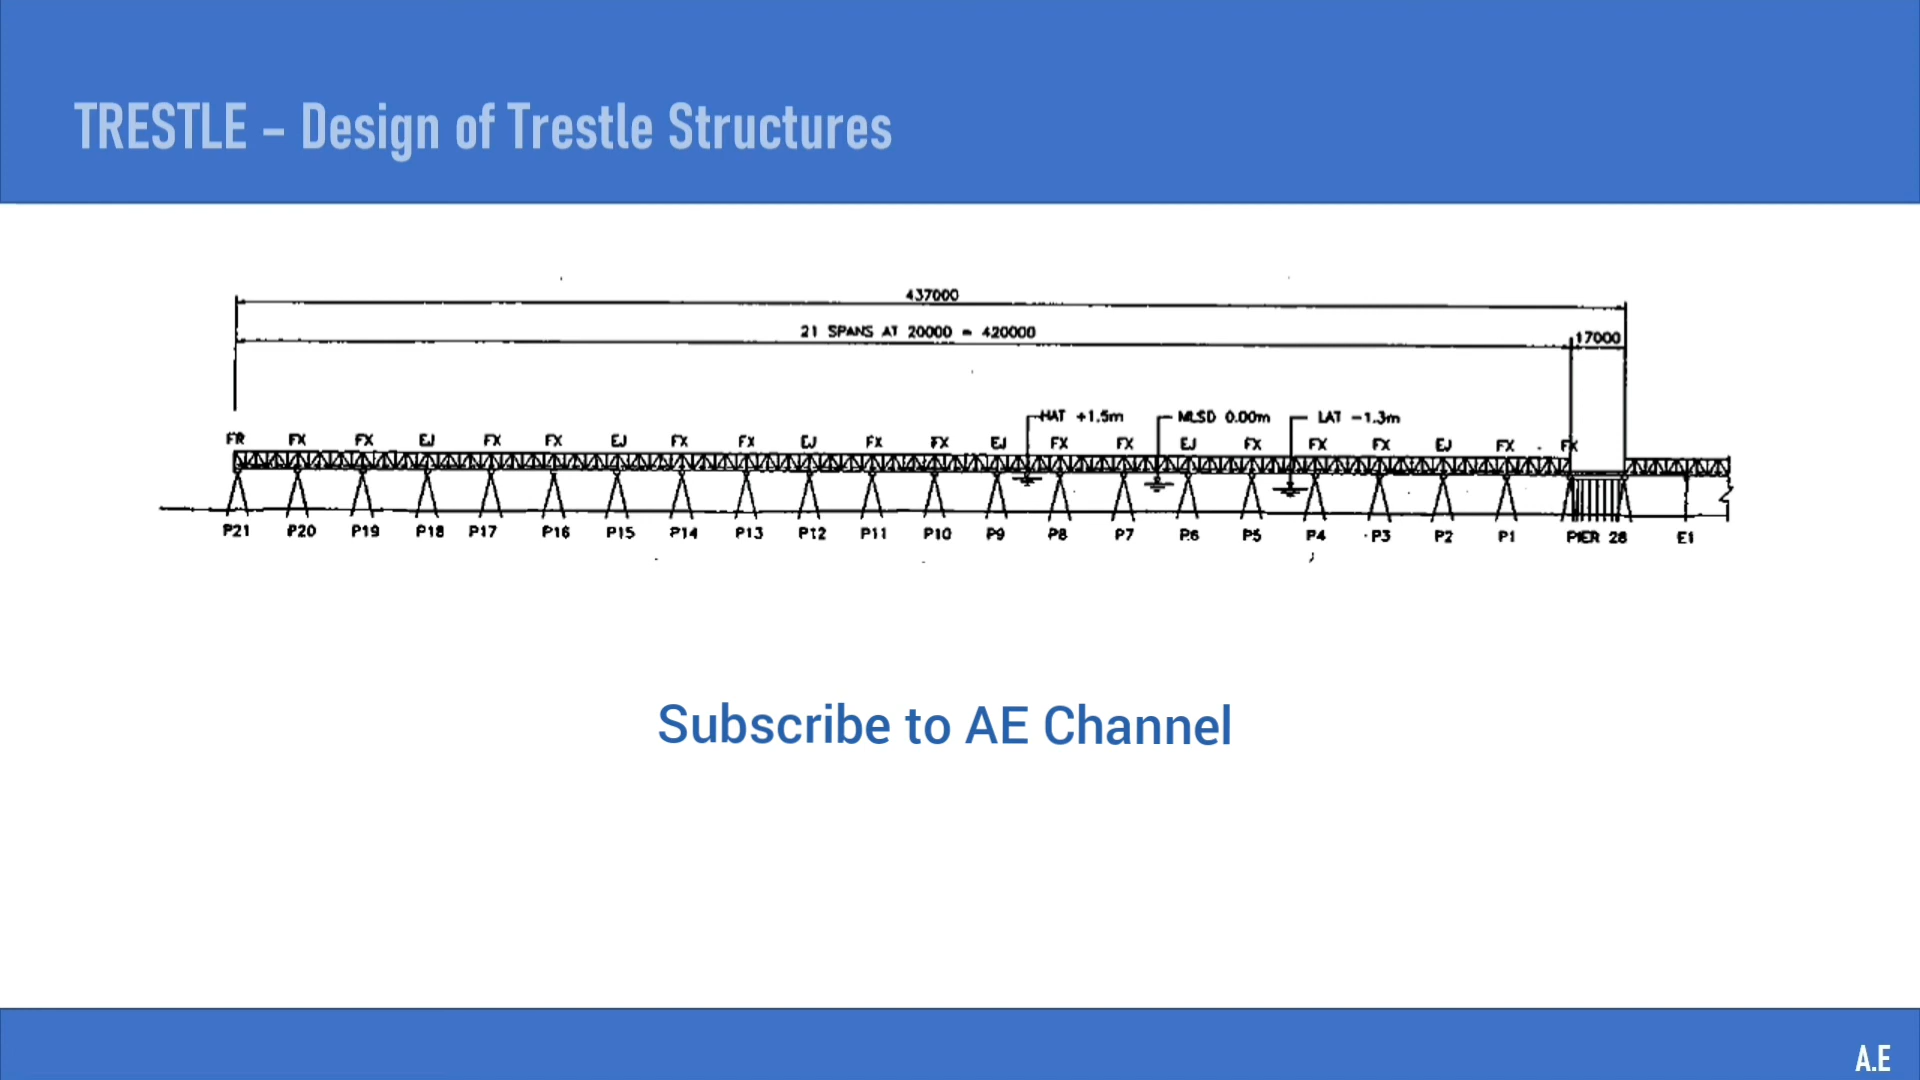 TRESTLE – Design of Trestle Structures
437000
21 SPANS AT 20000 = 420000
17000
HAT +1.5m MLSD 0.00m LAT -1.3m
FR FX FX EJ FX FX EJ FX FX EJ FX FX EJ FX FX EJ FX FX FX EJ FX FX
P21 P20 P19 P18 P17 P16 P15 P14 P13 P12 P11 P10 P9 P8 P7 P6 P5 P4 P3 P2 P1 PIER 28 E1
Subscribe to AE Channel
A.E